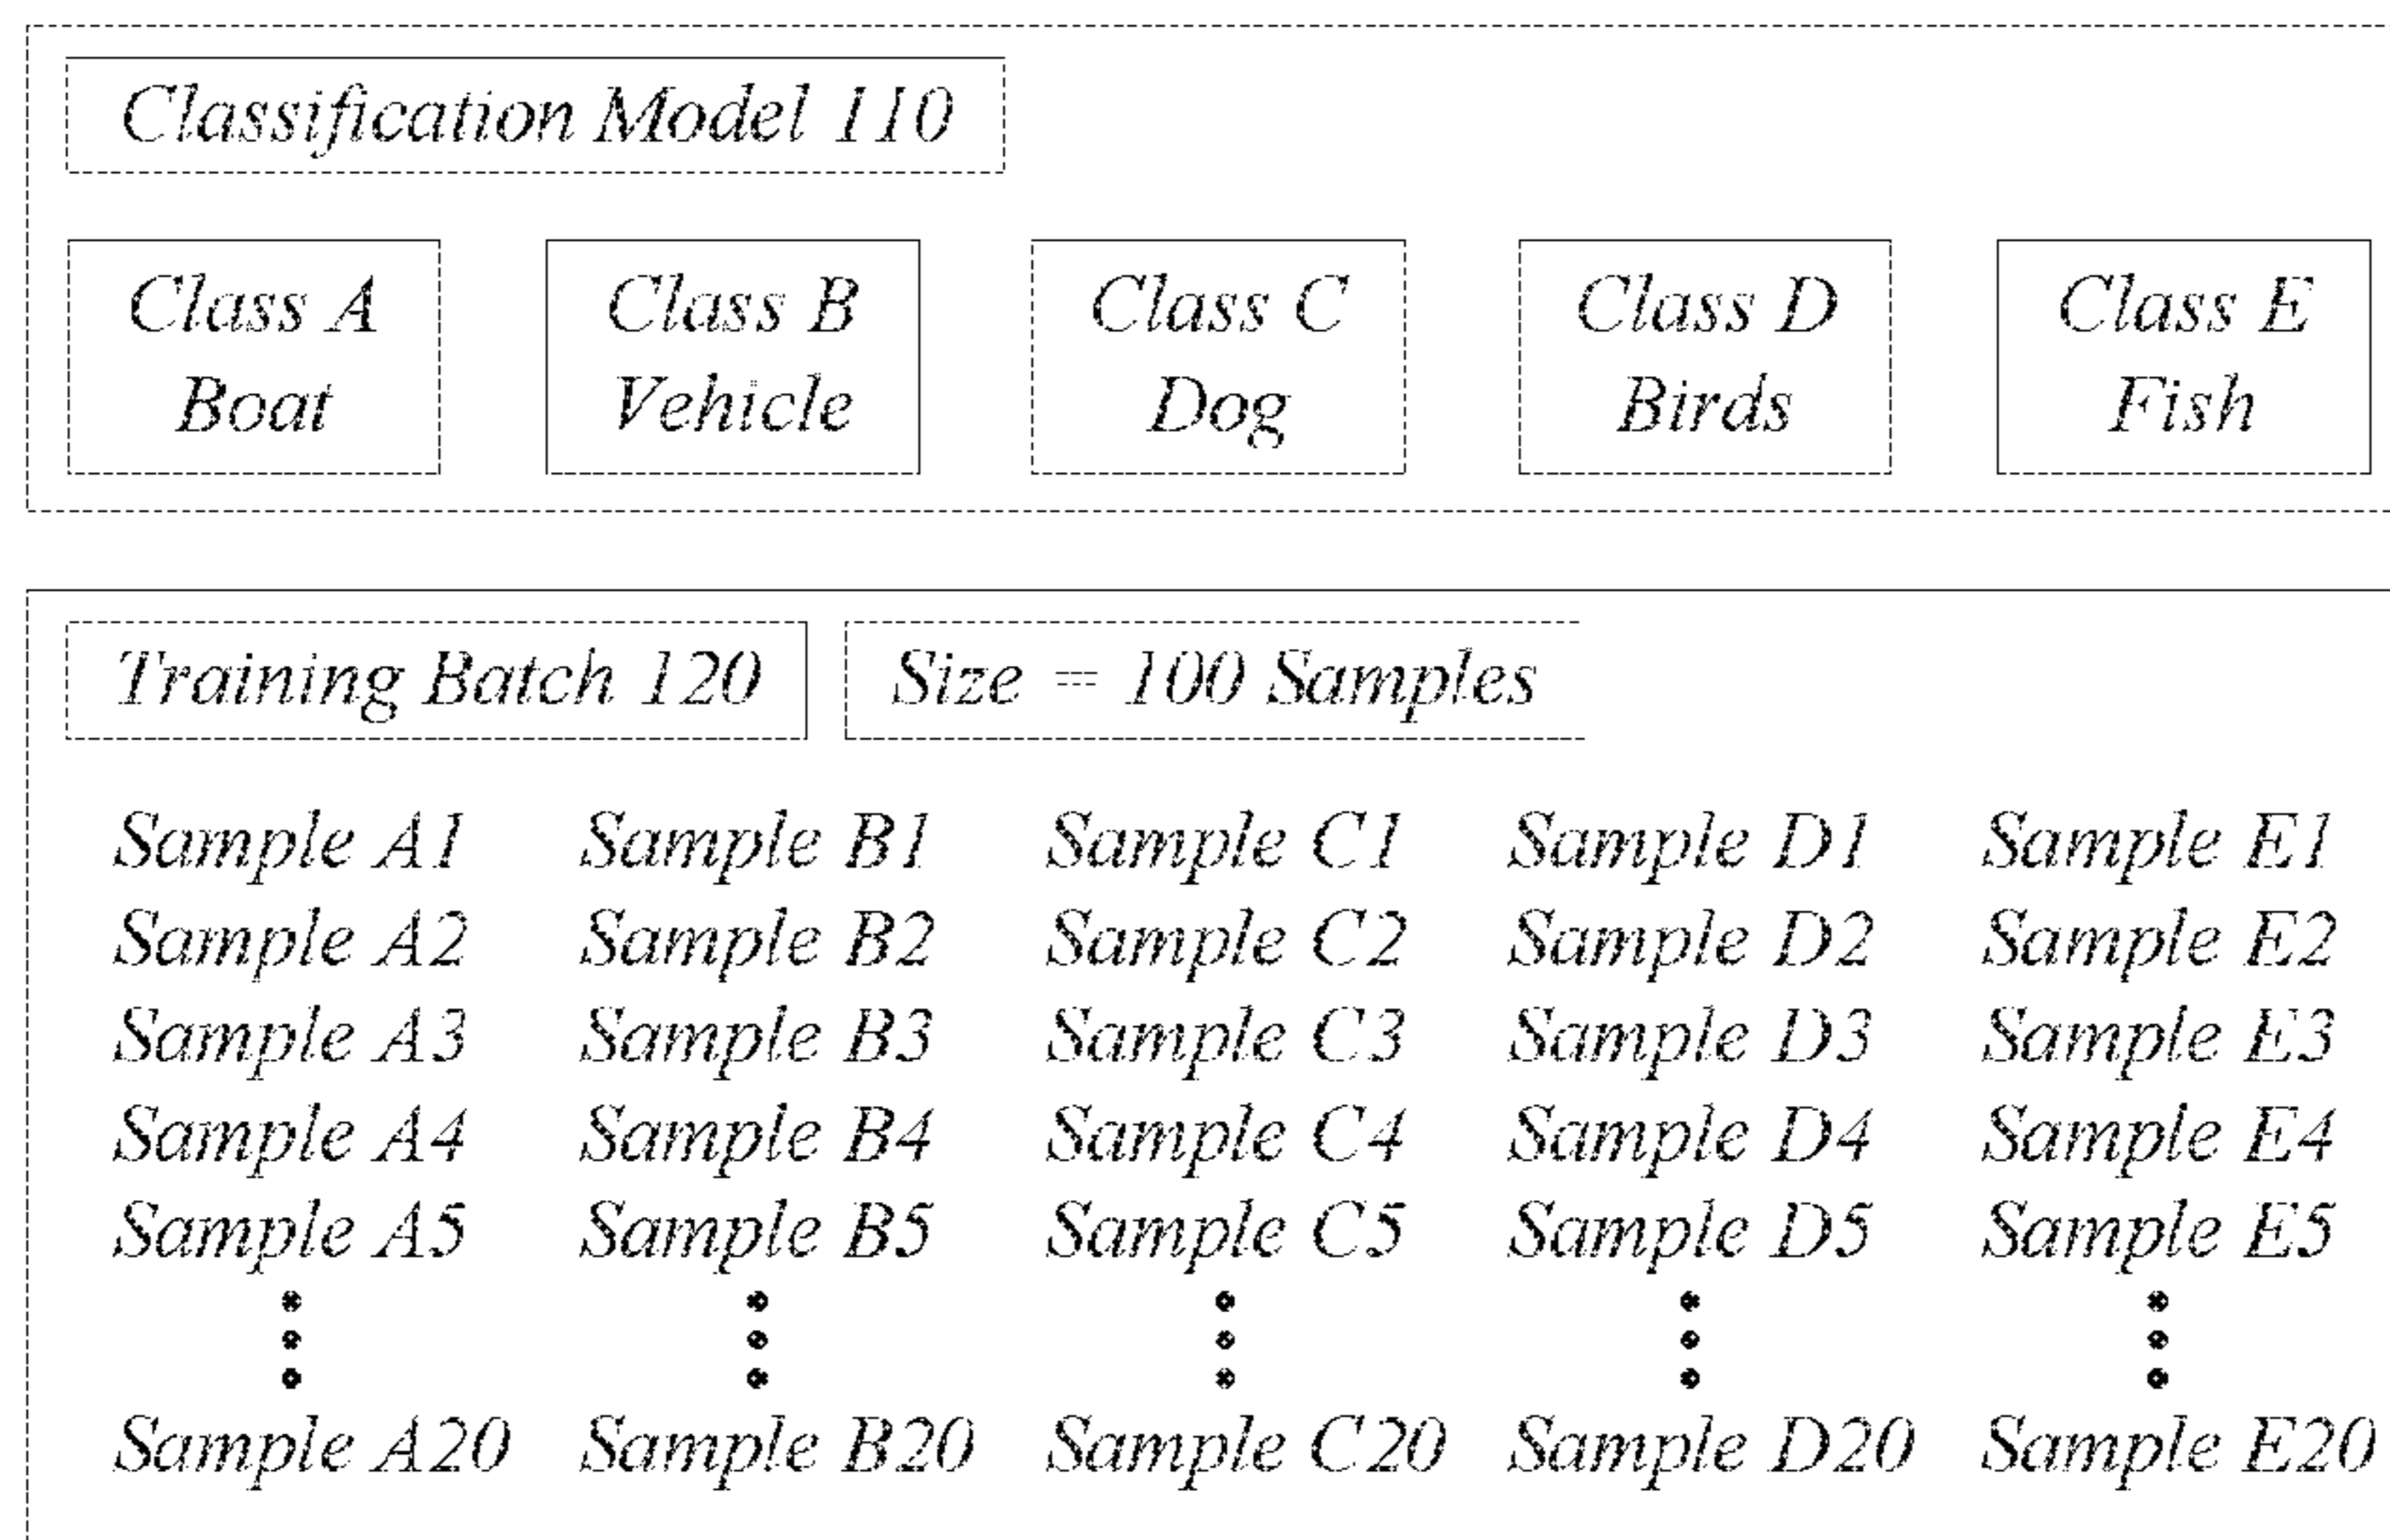 Classification Model 110
Class A Class B Class C Class D Class E
Boat Vehicle Dog Birds Fish
Training Batch 120 Size = 100 Samples
Sample A1 Sample B1 Sample C1 Sample D1 Sample E1
Sample A2 Sample B2 Sample C2 Sample D2 Sample E2
Sample A3 Sample B3 Sample C3 Sample D3 Sample E3
Sample A4 Sample B4 Sample C4 Sample D4 Sample E4
Sample A5 Sample B5 Sample C5 Sample D5 Sample E5
Sample A20 Sample B20 Sample C20 Sample D20 Sample E20